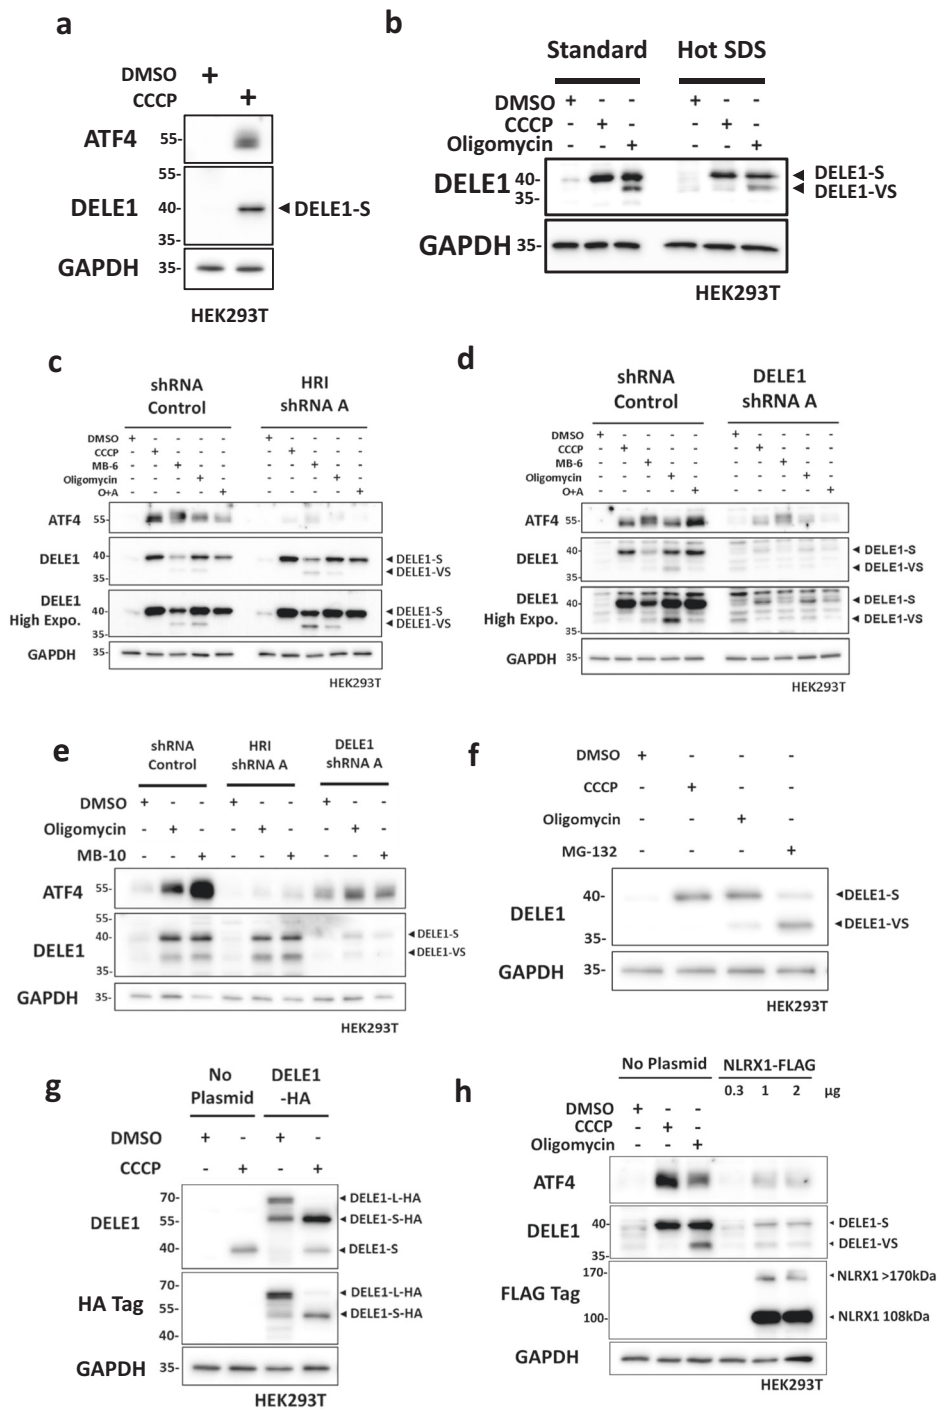 a
DMSO +
CCCP +
ATF4 55-
55-
DELE1 40- ◄ DELE1-S
35-
GAPDH 35-
HEK293T
b
Standard Hot SDS
DMSO + - - + - -
CCCP - + - - + -
Oligomycin - - + - - +
DELE1 40- ◄ DELE1-S
35- ◄ DELE1-VS
GAPDH 35-
HEK293T
c
shRNA Control HRI shRNA A
DMSO + - - - - + - - - -
CCCP - + - - - - + - - -
MB-6 - - + - - - - + - -
Oligomycin - - - + - - - - + -
O+A - - - - + - - - - +
ATF4 55-
DELE1 40- ◄ DELE1-S
35- ◄ DELE1-VS
DELE1 High Expo. 40- ◄ DELE1-S
35- ◄ DELE1-VS
GAPDH 35-
HEK293T
d
shRNA Control DELE1 shRNA A
DMSO + - - - - + - - - -
CCCP - + - - - - + - - -
MB-6 - - + - - - - + - -
Oligomycin - - - + - - - - + -
O+A - - - - + - - - - +
ATF4 55-
DELE1 40- ◄ DELE1-S
35- ◄ DELE1-VS
DELE1 High Expo. 40- ◄ DELE1-S
35- ◄ DELE1-VS
GAPDH 35-
HEK293T
e
shRNA Control HRI shRNA A DELE1 shRNA A
DMSO + - - + - - + - -
Oligomycin - + - - + - - + -
MB-10 - - + - - + - - +
ATF4 55-
DELE1 40- ◄ DELE1-S
35- ◄ DELE1-VS
GAPDH 35-
HEK293T
f
DMSO + - - -
CCCP - + - -
Oligomycin - - + -
MG-132 - - - +
DELE1 40- ◄DELE1-S
35- ◄DELE1-VS
GAPDH 35-
HEK293T
g
No Plasmid DELE1 -HA
DMSO + - + -
CCCP - + - +
70- ◄ DELE1-L-HA
DELE1 55- ◄ DELE1-S-HA
40- ◄ DELE1-S
70- ◄ DELE1-L-HA
HA Tag 55- ◄ DELE1-S-HA
40-
GAPDH 35-
HEK293T
h
No Plasmid NLRX1-FLAG
0.3 1 2 µg
DMSO + - -
CCCP - + -
Oligomycin - - +
ATF4
DELE1 40- ◄ DELE1-S
35- ◄ DELE1-VS
170- ◄ NLRX1 >170kDa
FLAG Tag
100- ◄ NLRX1 108kDa
GAPDH
HEK293T